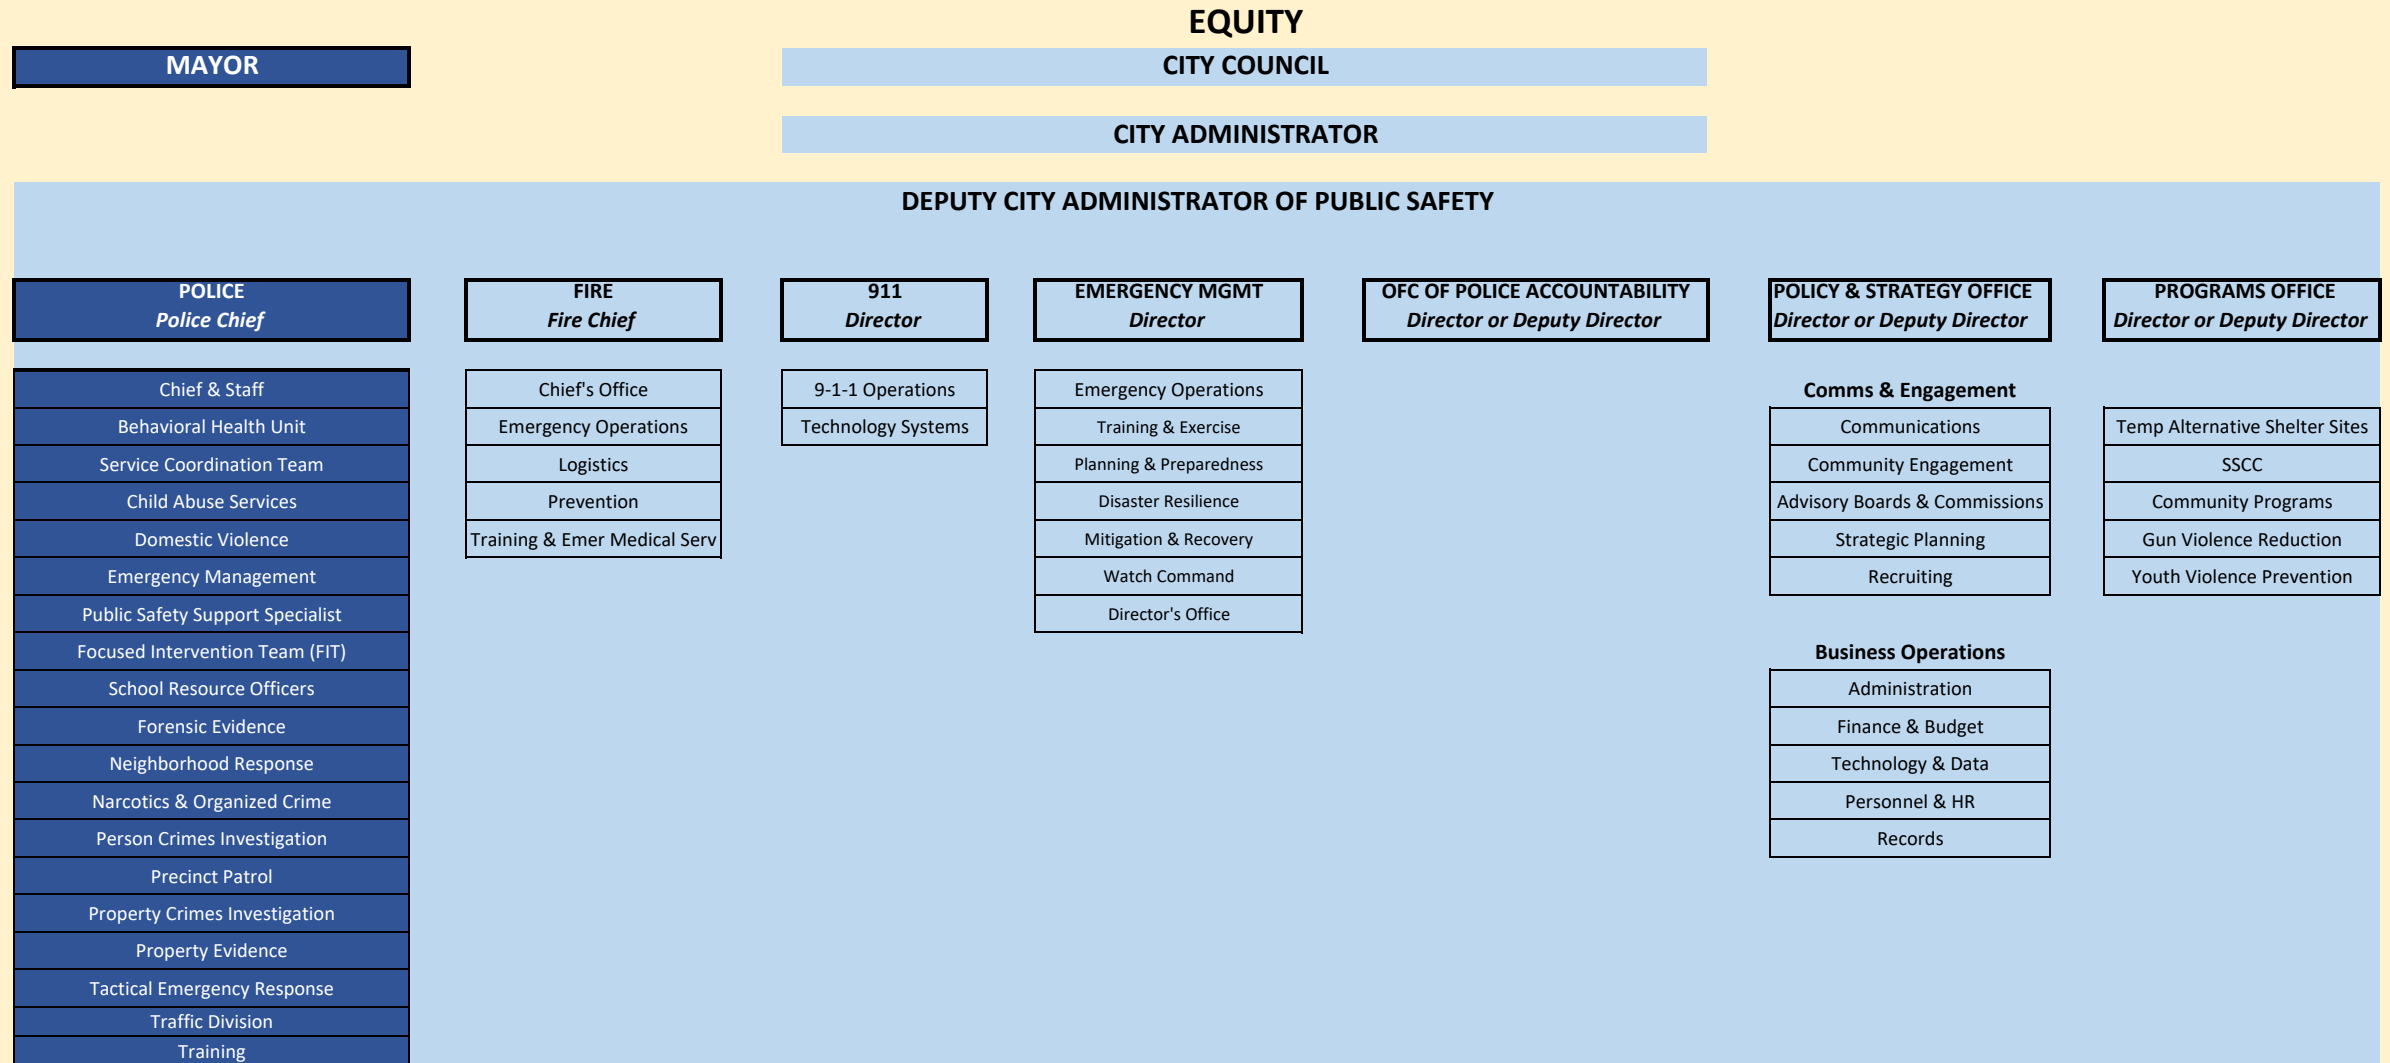 EQUITY
MAYOR
CITY COUNCIL
CITY ADMINISTRATOR
DEPUTY CITY ADMINISTRATOR OF PUBLIC SAFETY
POLICE
Police Chief
FIRE
Fire Chief
911
Director
EMERGENCY MGMT
Director
OFC OF POLICE ACCOUNTABILITY
Director or Deputy Director
POLICY & STRATEGY OFFICE
Director or Deputy Director
PROGRAMS OFFICE
Director or Deputy Director
Chief & Staff
Behavioral Health Unit
Service Coordination Team
Child Abuse Services
Domestic Violence
Emergency Management
Public Safety Support Specialist
Focused Intervention Team (FIT)
School Resource Officers
Forensic Evidence
Neighborhood Response
Narcotics & Organized Crime
Person Crimes Investigation
Precinct Patrol
Property Crimes Investigation
Property Evidence
Tactical Emergency Response
Traffic Division
Training
Chief's Office
Emergency Operations
Logistics
Prevention
Training & Emer Medical Serv
9-1-1 Operations
Technology Systems
Emergency Operations
Training & Exercise
Planning & Preparedness
Disaster Resilience
Mitigation & Recovery
Watch Command
Director's Office
Comms & Engagement
Communications
Community Engagement
Advisory Boards & Commissions
Strategic Planning
Recruiting
Business Operations
Administration
Finance & Budget
Technology & Data
Personnel & HR
Records
Temp Alternative Shelter Sites
SSCC
Community Programs
Gun Violence Reduction
Youth Violence Prevention